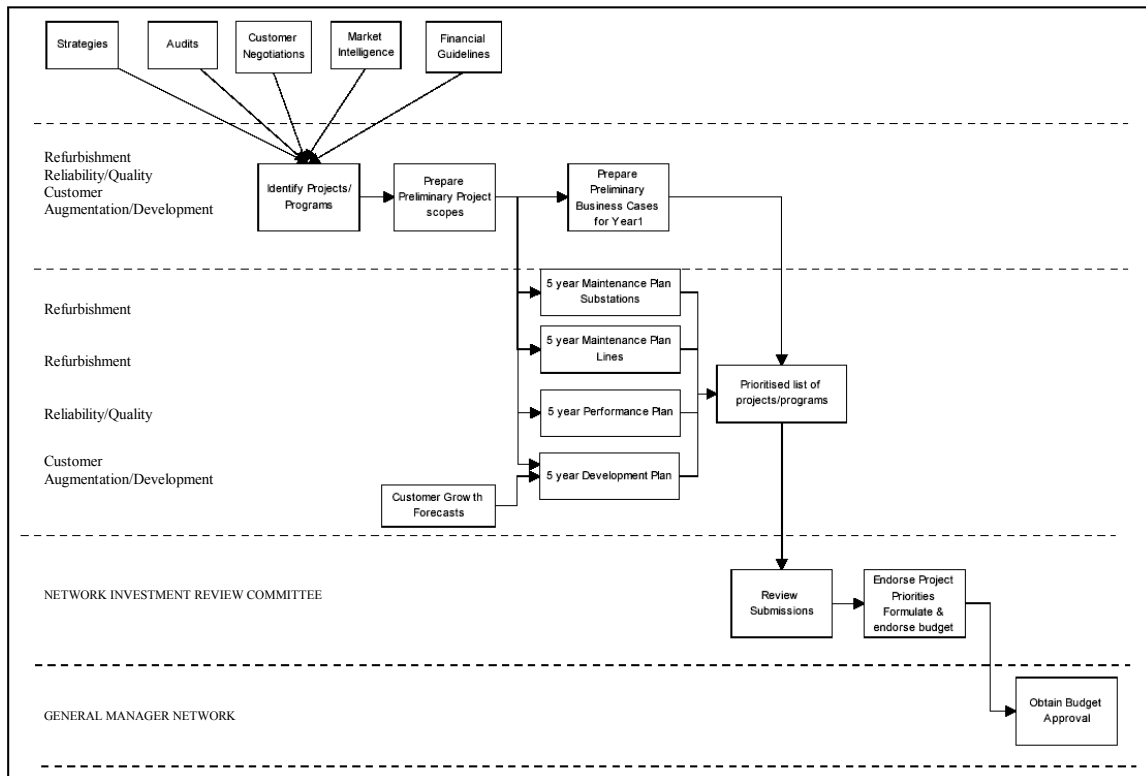 Strategies
Audits
Customer
Negotiations
Market
Intelligence
Financial
Guidelines
Refurbishment
Reliability/Quality
Customer
Augmentation/Development
Identify Projects/
Programs
Prepare
Preliminary Project
scopes
Prepare
Preliminary
Business Cases
for Year1
Refurbishment
5 year Maintenance Plan
Substations
Refurbishment
5 year Maintenance Plan
Lines
Prioritised list of
projects/programs
Reliability/Quality
5 year Performance Plan
Customer
Augmentation/Development
5 year Development Plan
Customer Growth
Forecasts
NETWORK INVESTMENT REVIEW COMMITTEE
Review
Submissions
Endorse Project
Priorities
Formulate &
endorse budget
GENERAL MANAGER NETWORK
Obtain Budget
Approval